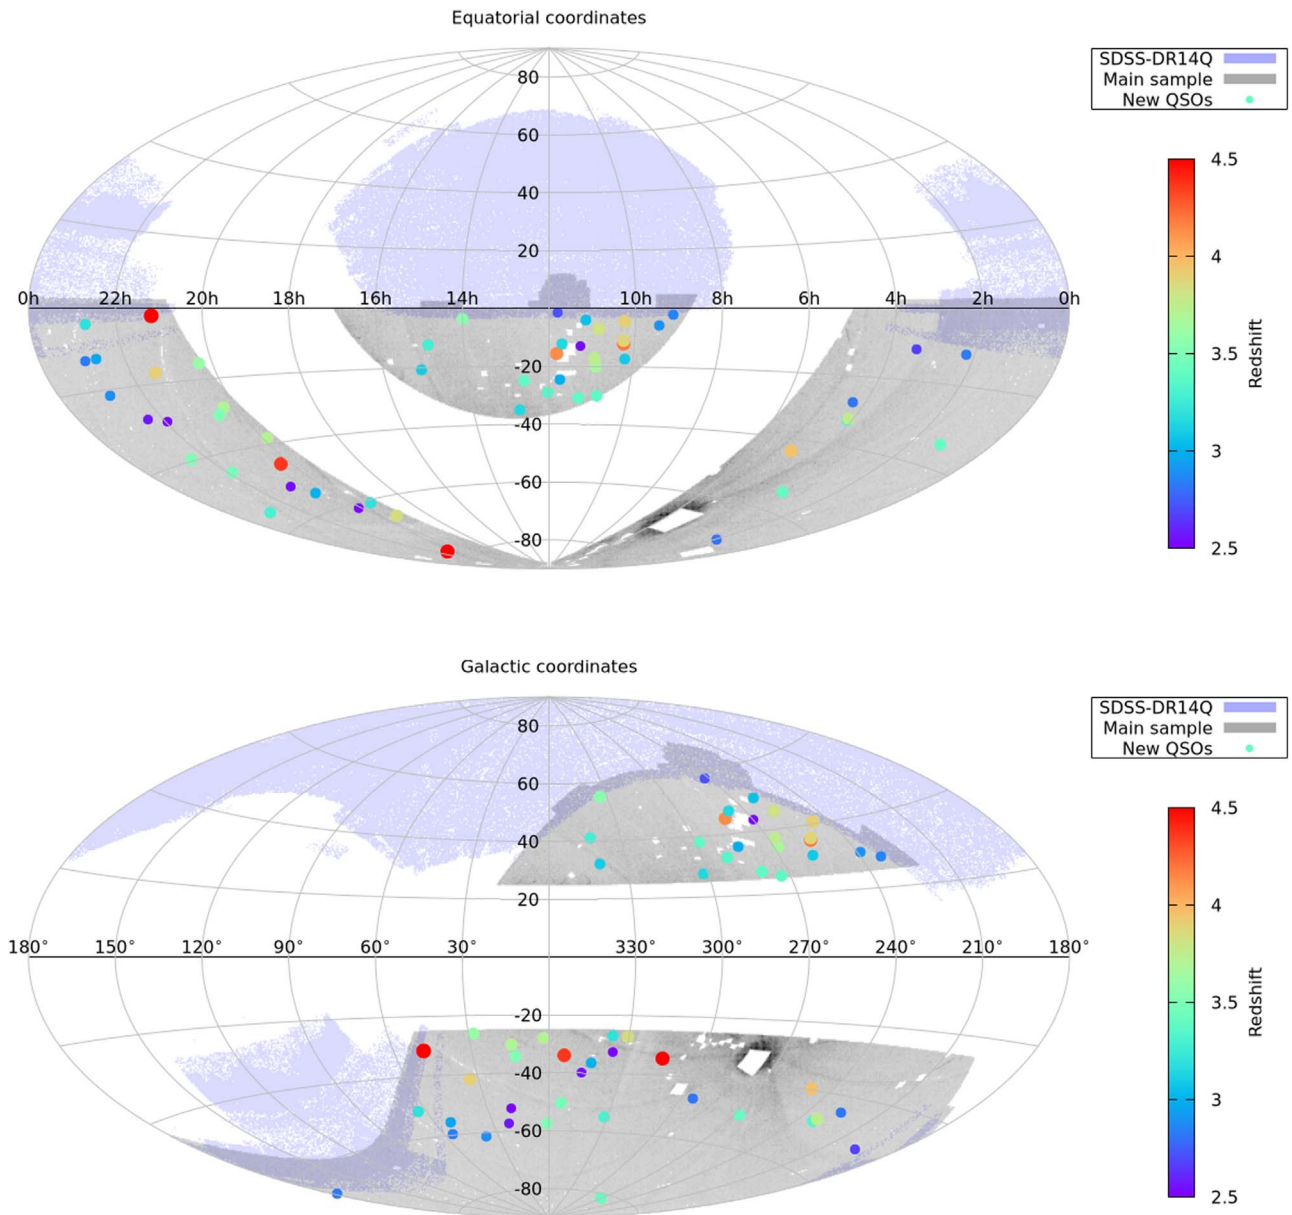 Equatorial coordinates
SDSS-DR14Q
Main sample
New QSOs
80
60
40
20
0h 22h 20h 18h 16h 14h 10h 8h 6h 4h 2h 0h
-20
-40
-60
-80
4.5
4
3.5
3
2.5
Redshift
Galactic coordinates
SDSS-DR14Q
Main sample
New QSOs
80
60
40
20
180° 150° 120° 90° 60° 30° 330° 300° 270° 240° 210° 180°
-20
-40
-60
-80
4.5
4
3.5
3
2.5
Redshift